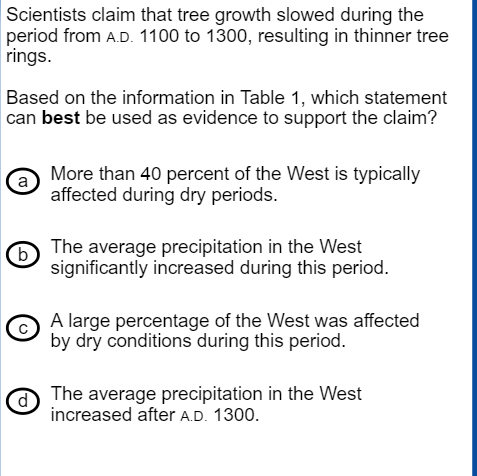 Scientists claim that tree growth slowed during the
period from A.D. 1100 to 1300, resulting in thinner tree
rings.
Based on the information in Table 1, which statement
can best be used as evidence to support the claim?
a More than 40 percent of the West is typically
affected during dry periods.
b The average precipitation in the West
significantly increased during this period.
c A large percentage of the West was affected
by dry conditions during this period.
d The average precipitation in the West
increased after A.D. 1300.